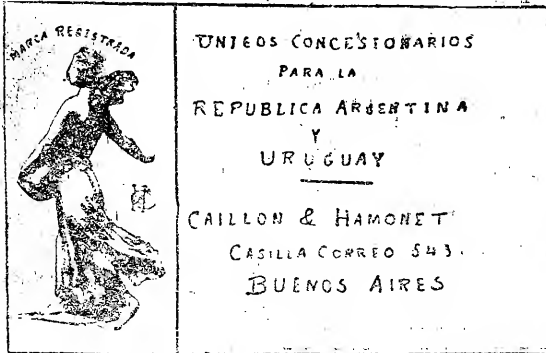 MARCA REGISTRADA
UNICOS CONCESIONARIOS
PARA LA
REPUBLICA ARGENTINA
Y
URUGUAY
CAILLON & HAMONET
CASILLA CORREO 543.
BUENOS AIRES